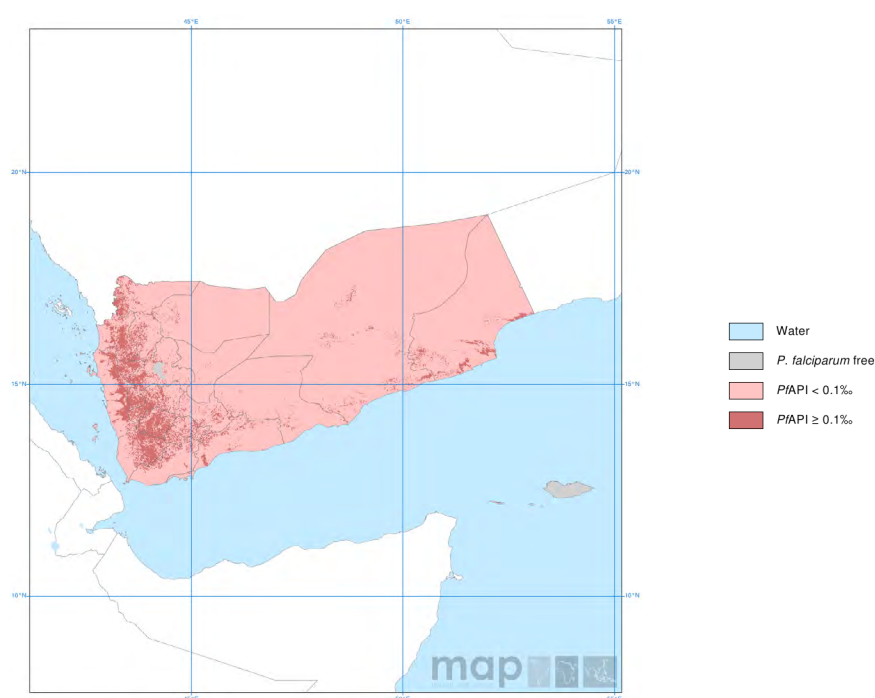 45°E 50°E 55°E
20°N 20°N
15°N 15°N
10°N 10°N
Water
P. falciparum free
PfAPI < 0.1‰
PfAPI ≥ 0.1‰
map